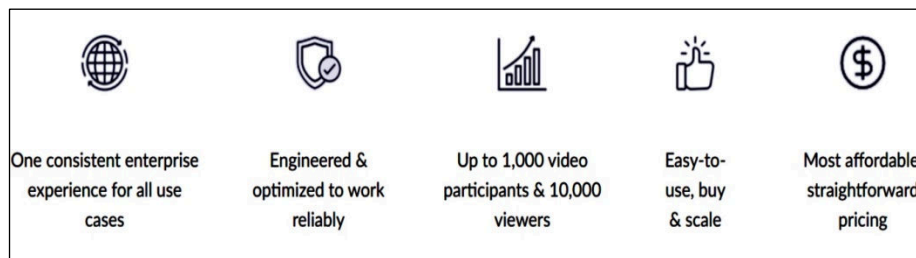 One consistent enterprise
experience for all use
cases
Engineered &
optimized to work
reliably
Up to 1,000 video
participants & 10,000
viewers
Easy-to-
use, buy
& scale
Most affordable
straightforward
pricing